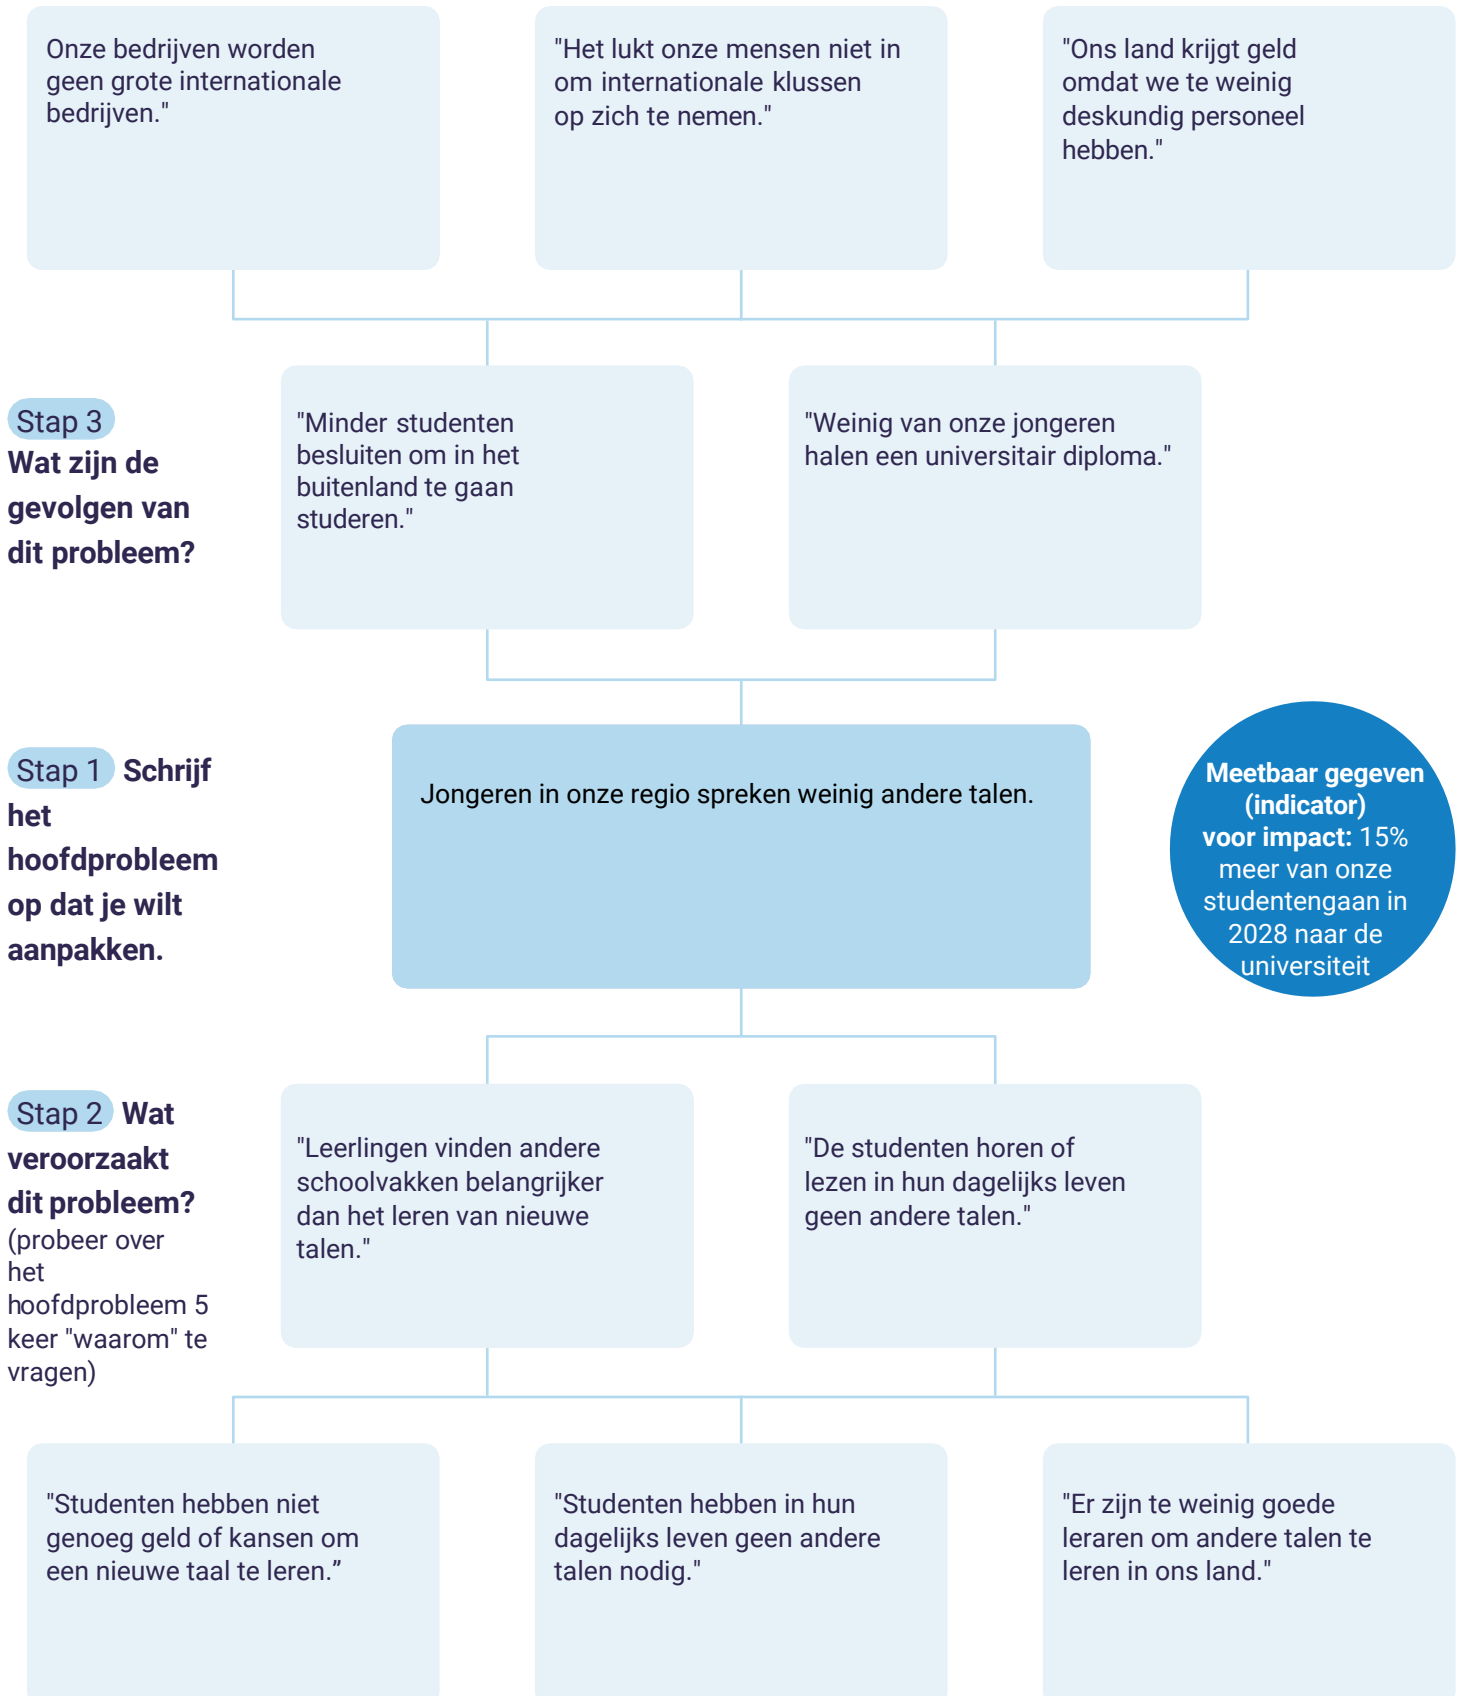 Onze bedrijven worden
geen grote internationale
bedrijven."
"Het lukt onze mensen niet in
om internationale klussen
op zich te nemen."
"Ons land krijgt geld
omdat we te weinig
deskundig personeel
hebben."
Stap 3
Wat zijn de
gevolgen van
dit probleem?
"Minder studenten
besluiten om in het
buitenland te gaan
studeren."
"Weinig van onze jongeren
halen een universitair diploma."
Stap 1 Schrijf
het
hoofdprobleem
op dat je wilt
aanpakken.
Jongeren in onze regio spreken weinig andere talen.
Meetbaar gegeven
(indicator)
voor impact: 15%
meer van onze
studentengaan in
2028 naar de
universiteit
Stap 2 Wat
veroorzaakt
dit probleem?
(probeer over
het
hoofdprobleem 5
keer "waarom" te
vragen)
"Leerlingen vinden andere
schoolvakken belangrijker
dan het leren van nieuwe
talen."
"De studenten horen of
lezen in hun dagelijks leven
geen andere talen."
"Studenten hebben niet
genoeg geld of kansen om
een nieuwe taal te leren.”
"Studenten hebben in hun
dagelijks leven geen andere
talen nodig."
"Er zijn te weinig goede
leraren om andere talen te
leren in ons land."